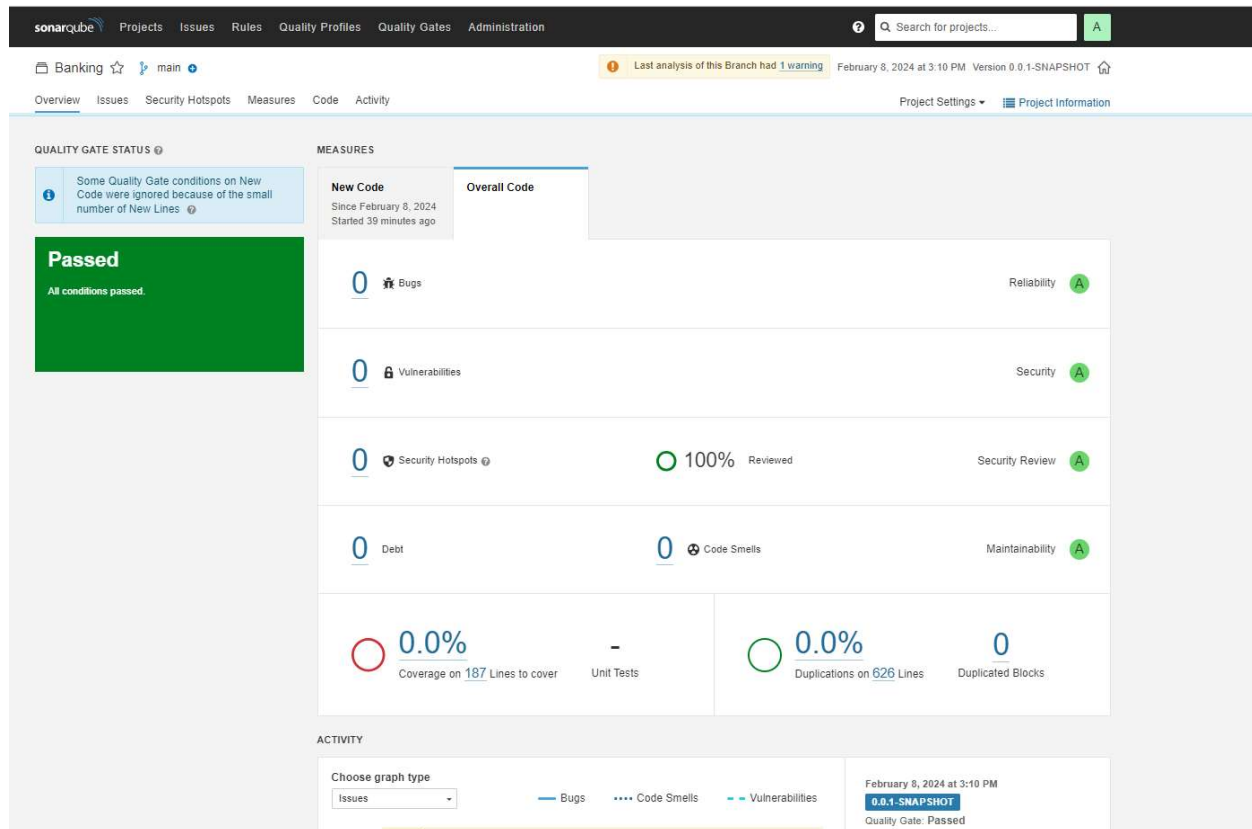 sonarqube Projects Issues Rules Quality Profiles Quality Gates Administration ? Search for projects... A
Banking main Last analysis of this Branch had 1 warning February 8, 2024 at 3:10 PM Version 0.0.1-SNAPSHOT
Overview Issues Security Hotspots Measures Code Activity Project Settings Project Information
QUALITY GATE STATUS ?
Some Quality Gate conditions on New
Code were ignored because of the small
number of New Lines ?
Passed
All conditions passed.
MEASURES
New Code
Since February 8, 2024
Started 39 minutes ago
Overall Code
0 Bugs Reliability A
0 Vulnerabilities Security A
0 Security Hotspots ? 100% Reviewed Security Review A
0 Debt 0 Code Smells Maintainability A
0.0%
Coverage on 187 Lines to cover
-
Unit Tests
0.0%
Duplications on 626 Lines
0
Duplicated Blocks
ACTIVITY
Choose graph type
Issues
Bugs Code Smells Vulnerabilities
February 8, 2024 at 3:10 PM
0.0.1-SNAPSHOT
Quality Gate: Passed